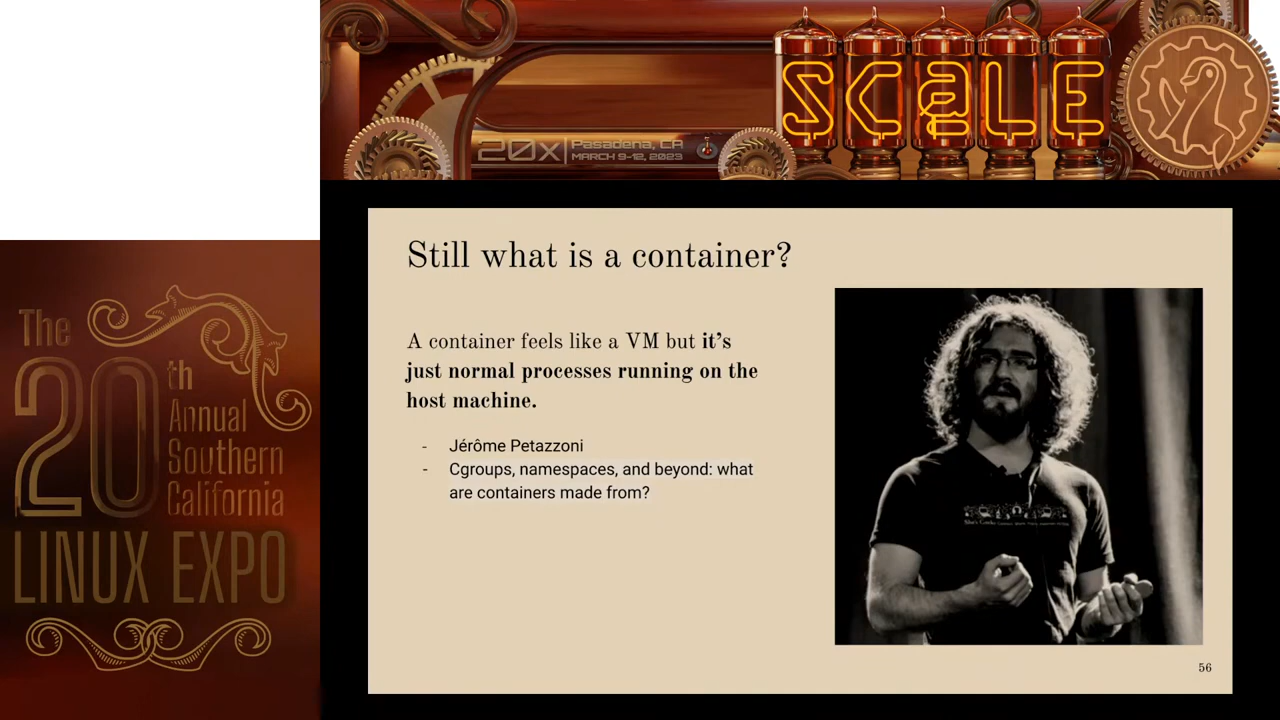 SCaLE
20x
Pasadena, CA
MARCH 9-12, 2023
The
20th
Annual
Southern
California
LINUX EXPO
Still what is a container?
A container feels like a VM but it’s
just normal processes running on the
host machine.
- Jérôme Petazzoni
- Cgroups, namespaces, and beyond: what
are containers made from?
56